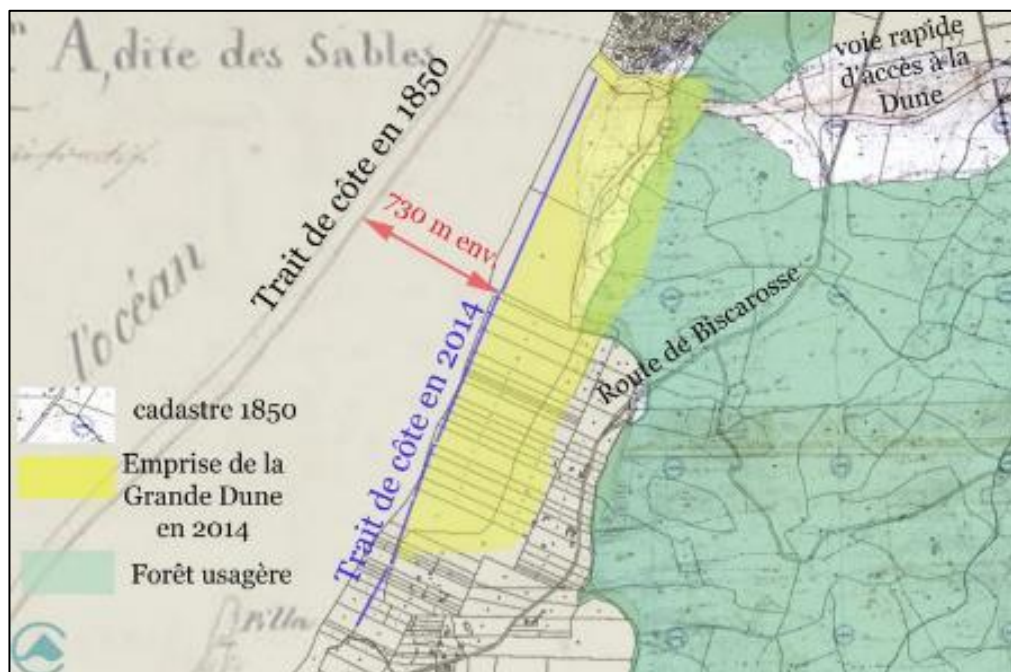 A, dite des Sables
Trait de côte en 1850
l'océan
730 m env.
Trait de côte en 2014
voie rapide
d'accès à la
Dune
Route de Biscarosse
cadastre 1850
Emprise de la
Grande Dune
en 2014
Forêt usagère
Pilla